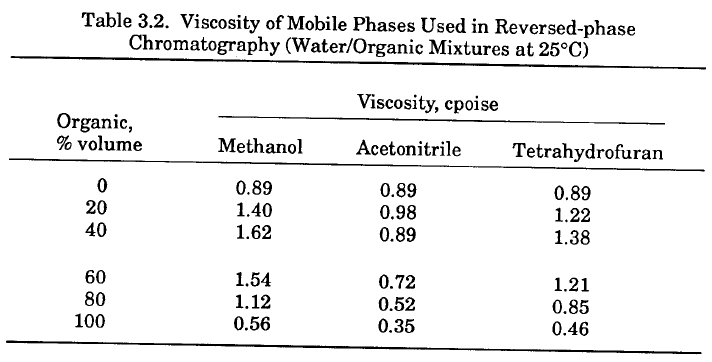 Table 3.2. Viscosity of Mobile Phases Used in Reversed-phase
Chromatography (Water/Organic Mixtures at 25°C)
Viscosity, cpoise
Organic,
% volume Methanol Acetonitrile Tetrahydrofuran
0 0.89 0.89 0.89
20 1.40 0.98 1.22
40 1.62 0.89 1.38
60 1.54 0.72 1.21
80 1.12 0.52 0.85
100 0.56 0.35 0.46